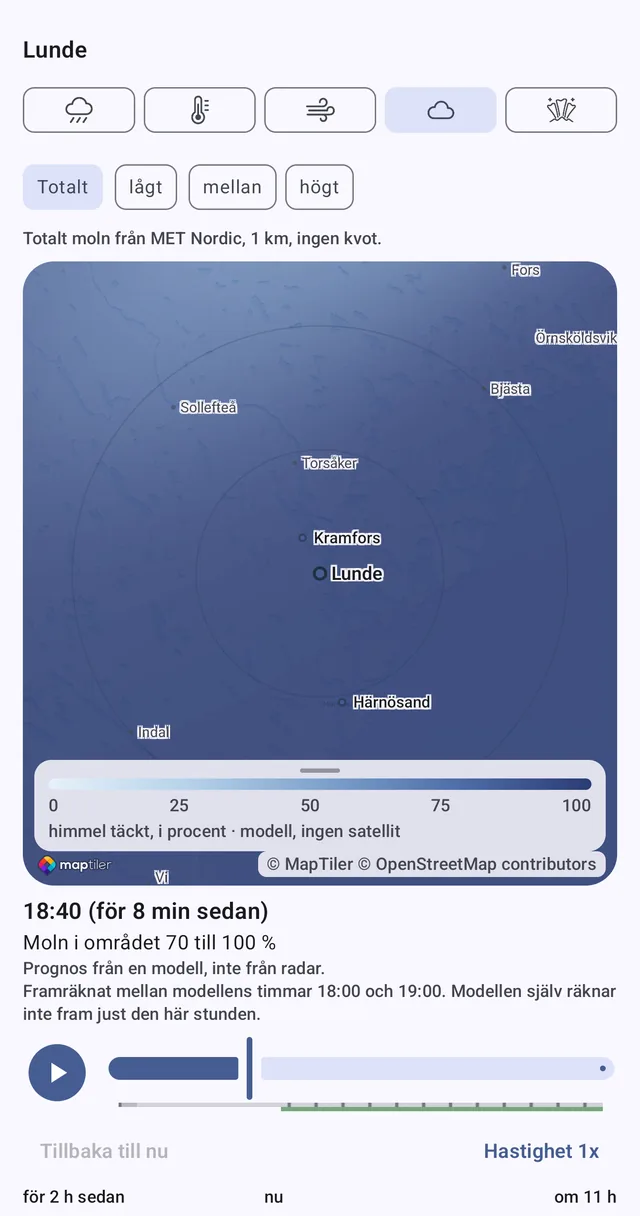 Lunde
Totalt
lågt
mellan
högt
Totalt moln från MET Nordic, 1 km, ingen kvot.
Fors
Örnsköldsvik
Bjästa
Sollefteå
Torsåker
Kramfors
Lunde
Härnösand
Indal
0 25 50 75 100
himmel täckt, i procent · modell, ingen satellit
maptiler
© MapTiler © OpenStreetMap contributors
Vi
18:40 (för 8 min sedan)
Moln i området 70 till 100 %
Prognos från en modell, inte från radar.
Framräknat mellan modellens timmar 18:00 och 19:00. Modellen själv räknar
inte fram just den här stunden.
Tillbaka till nu
Hastighet 1x
för 2 h sedan
nu
om 11 h